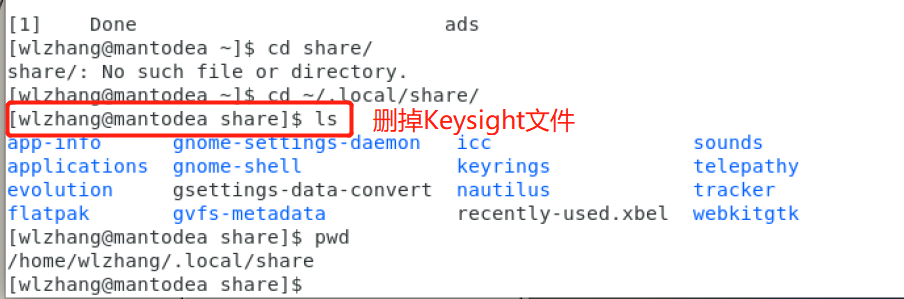 [1]    Done                          ads
[wlzhang@mantodea ~]$ cd share/
share/: No such file or directory.
[wlzhang@mantodea ~]$ cd ~/.local/share/
[wlzhang@mantodea share]$ ls 删掉Keysight文件
app-info      gnome-settings-daemon   icc                 sounds
applications  gnome-shell             keyrings            telepathy
evolution     gsettings-data-convert  nautilus            tracker
flatpak       gvfs-metadata           recently-used.xbel  webkitgtk
[wlzhang@mantodea share]$ pwd
/home/wlzhang/.local/share
[wlzhang@mantodea share]$